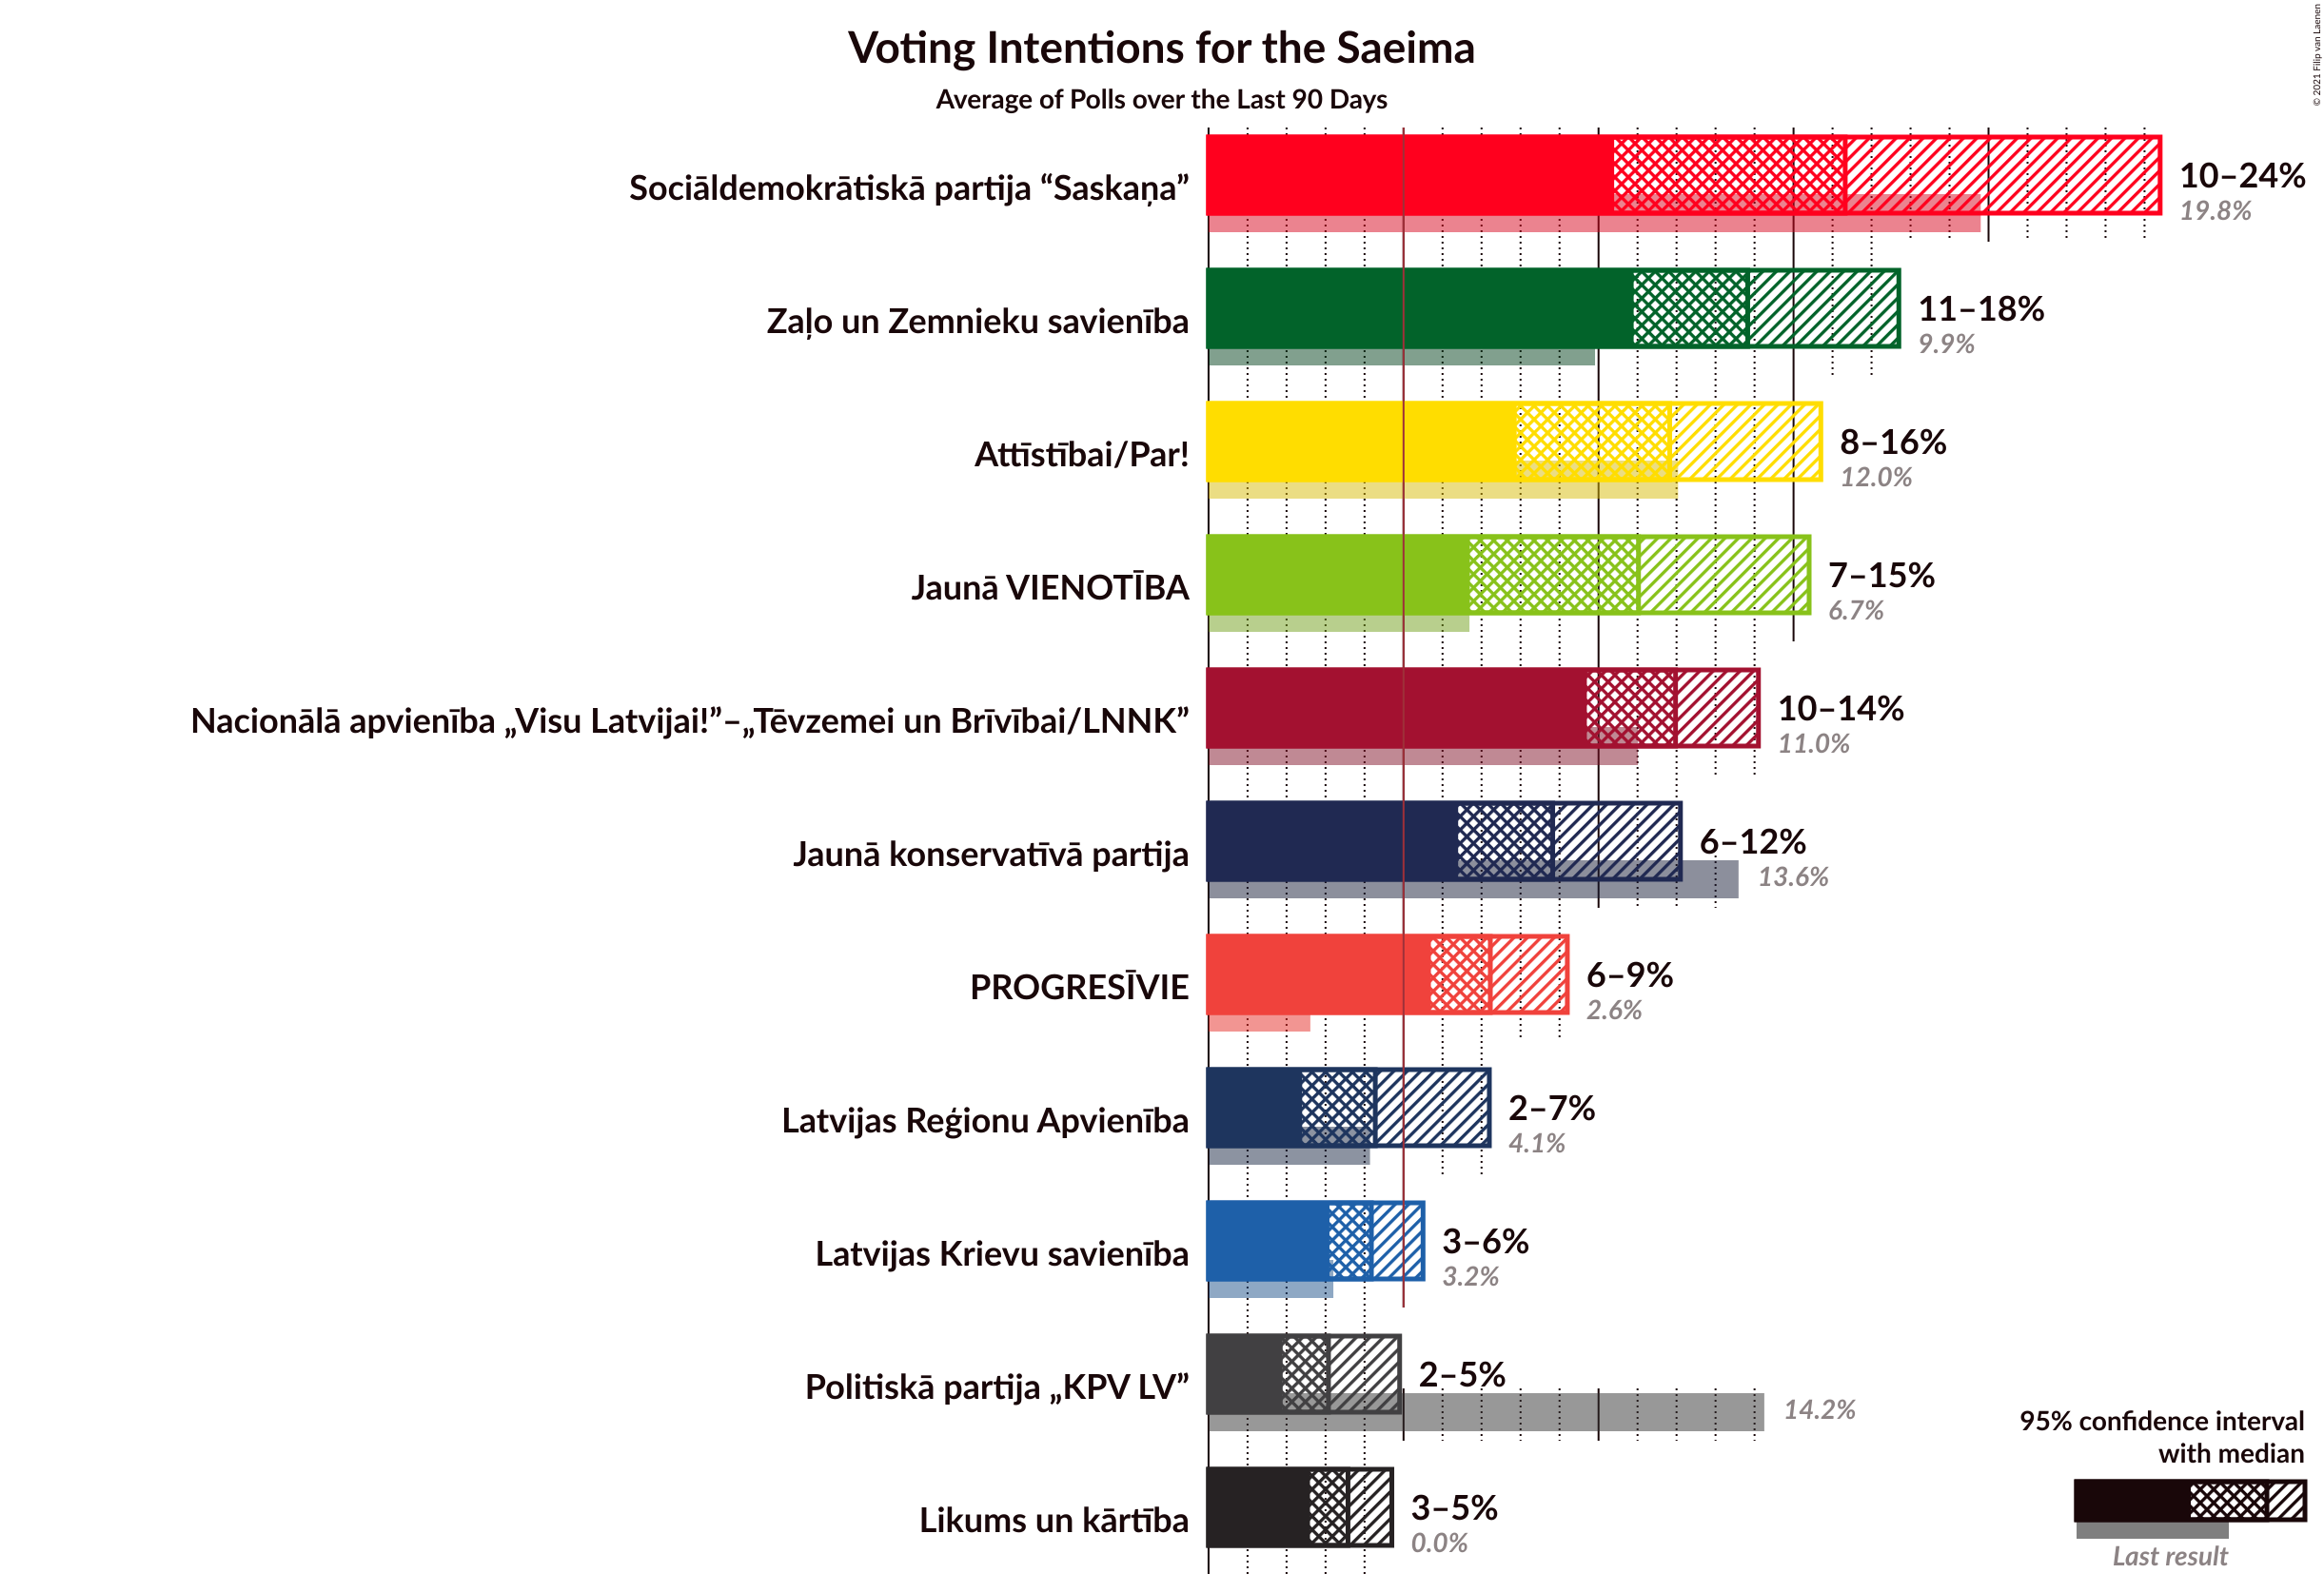 Voting Intentions for the Saeima
Average of Polls over the Last 90 Days
© 2021 Filip van Laenen
Sociāldemokrātiskā partija “Saskaņa”
10–24%
19.8%
Zaļo un Zemnieku savienība
11–18%
9.9%
Attīstībai/Par!
8–16%
12.0%
Jaunā VIENOTĪBA
7–15%
6.7%
Nacionālā apvienība „Visu Latvijai!”–„Tēvzemei un Brīvībai/LNNK”
10–14%
11.0%
Jaunā konservatīvā partija
6–12%
13.6%
PROGRESĪVIE
6–9%
2.6%
Latvijas Reģionu Apvienība
2–7%
4.1%
Latvijas Krievu savienība
3–6%
3.2%
Politiskā partija „KPV LV”
2–5%
14.2%
Likums un kārtība
3–5%
0.0%
95% confidence interval
with median
Last result